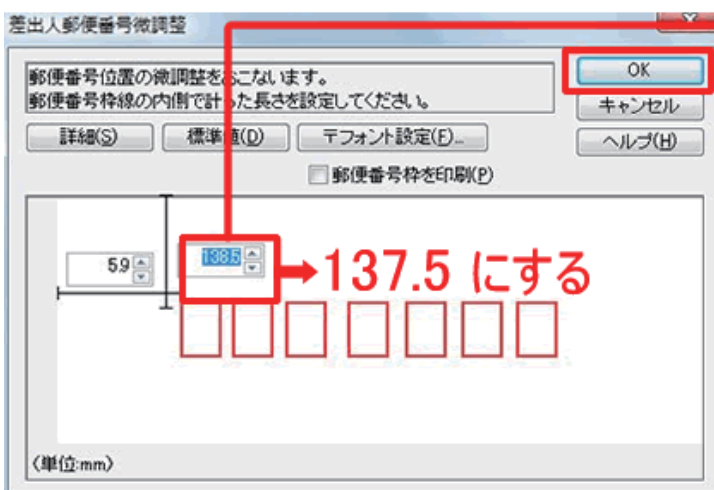 差出人郵便番号微調整
郵便番号位置の微調整をおこないます。
郵便番号枠線の内側で計った長さを設定してください。
OK
キャンセル
ヘルプ(H)
詳細(S)
標準値(D)
〒フォント設定(F)...
郵便番号枠を印刷(P)
5.9
138.5
137.5 にする
(単位:mm)